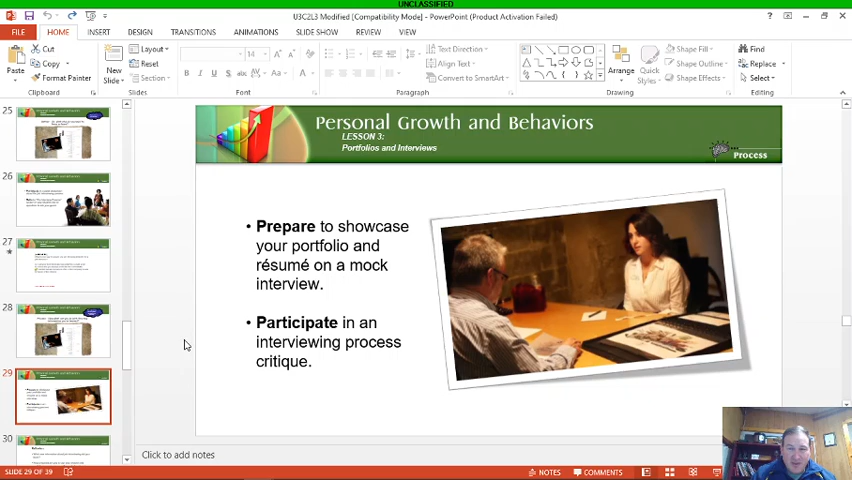 UNCLASSIFIED
U3C2L3 Modified [Compatibility Mode] - PowerPoint (Product Activation Failed)
FILE HOME INSERT DESIGN TRANSITIONS ANIMATIONS SLIDE SHOW REVIEW VIEW
Paste
Cut
Copy
Format Painter
Clipboard
New
Slide
Layout
Reset
Section
Slides
14
B I U S abc AV Aa A
Font
Text Direction
Align Text
Convert to SmartArt
Paragraph
Arrange
Quick
Styles
Shape Fill
Shape Outline
Shape Effects
Drawing
Find
Replace
Select
Editing
25
26
27
28
29
30
Personal Growth and Behaviors
LESSON 3:
Portfolios and Interviews
Process
• Prepare to showcase
your portfolio and
résumé on a mock
interview.
• Participate in an
interviewing process
critique.
Click to add notes
SLIDE 29 OF 39
NOTES
COMMENTS